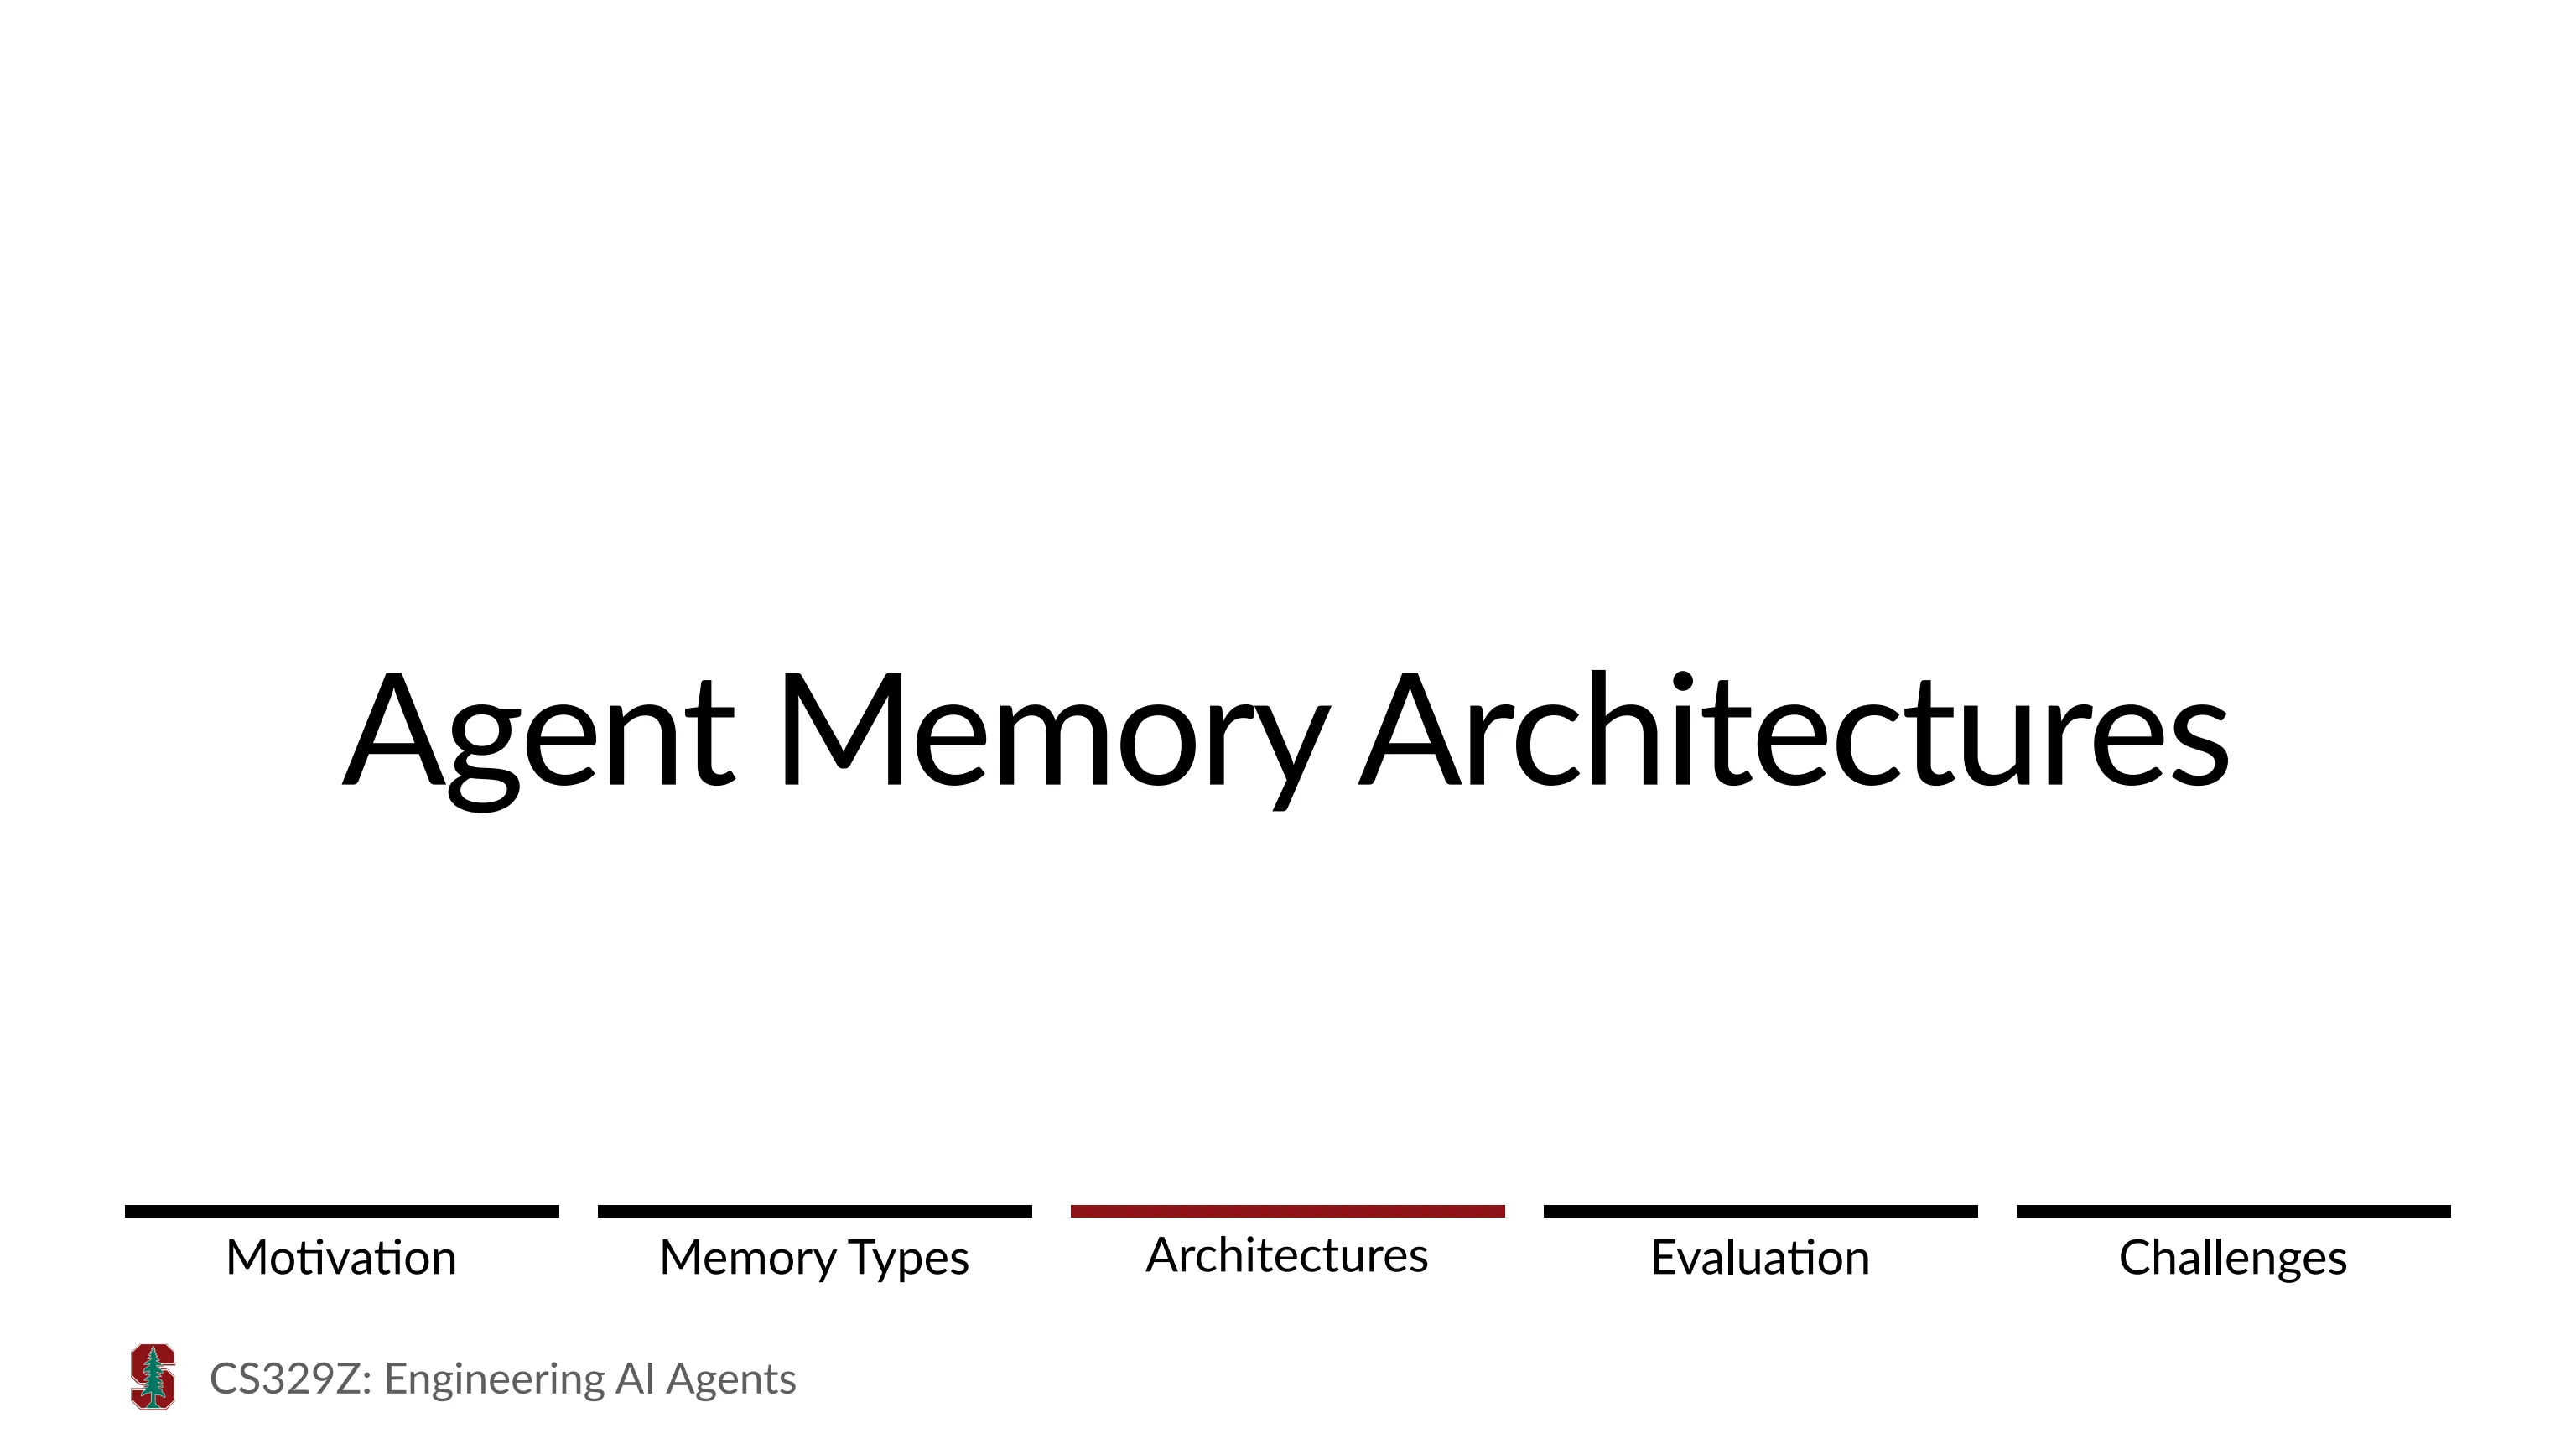 Agent Memory Architectures
Motivation
Memory Types
Architectures
Evaluation
Challenges
CS329Z: Engineering AI Agents